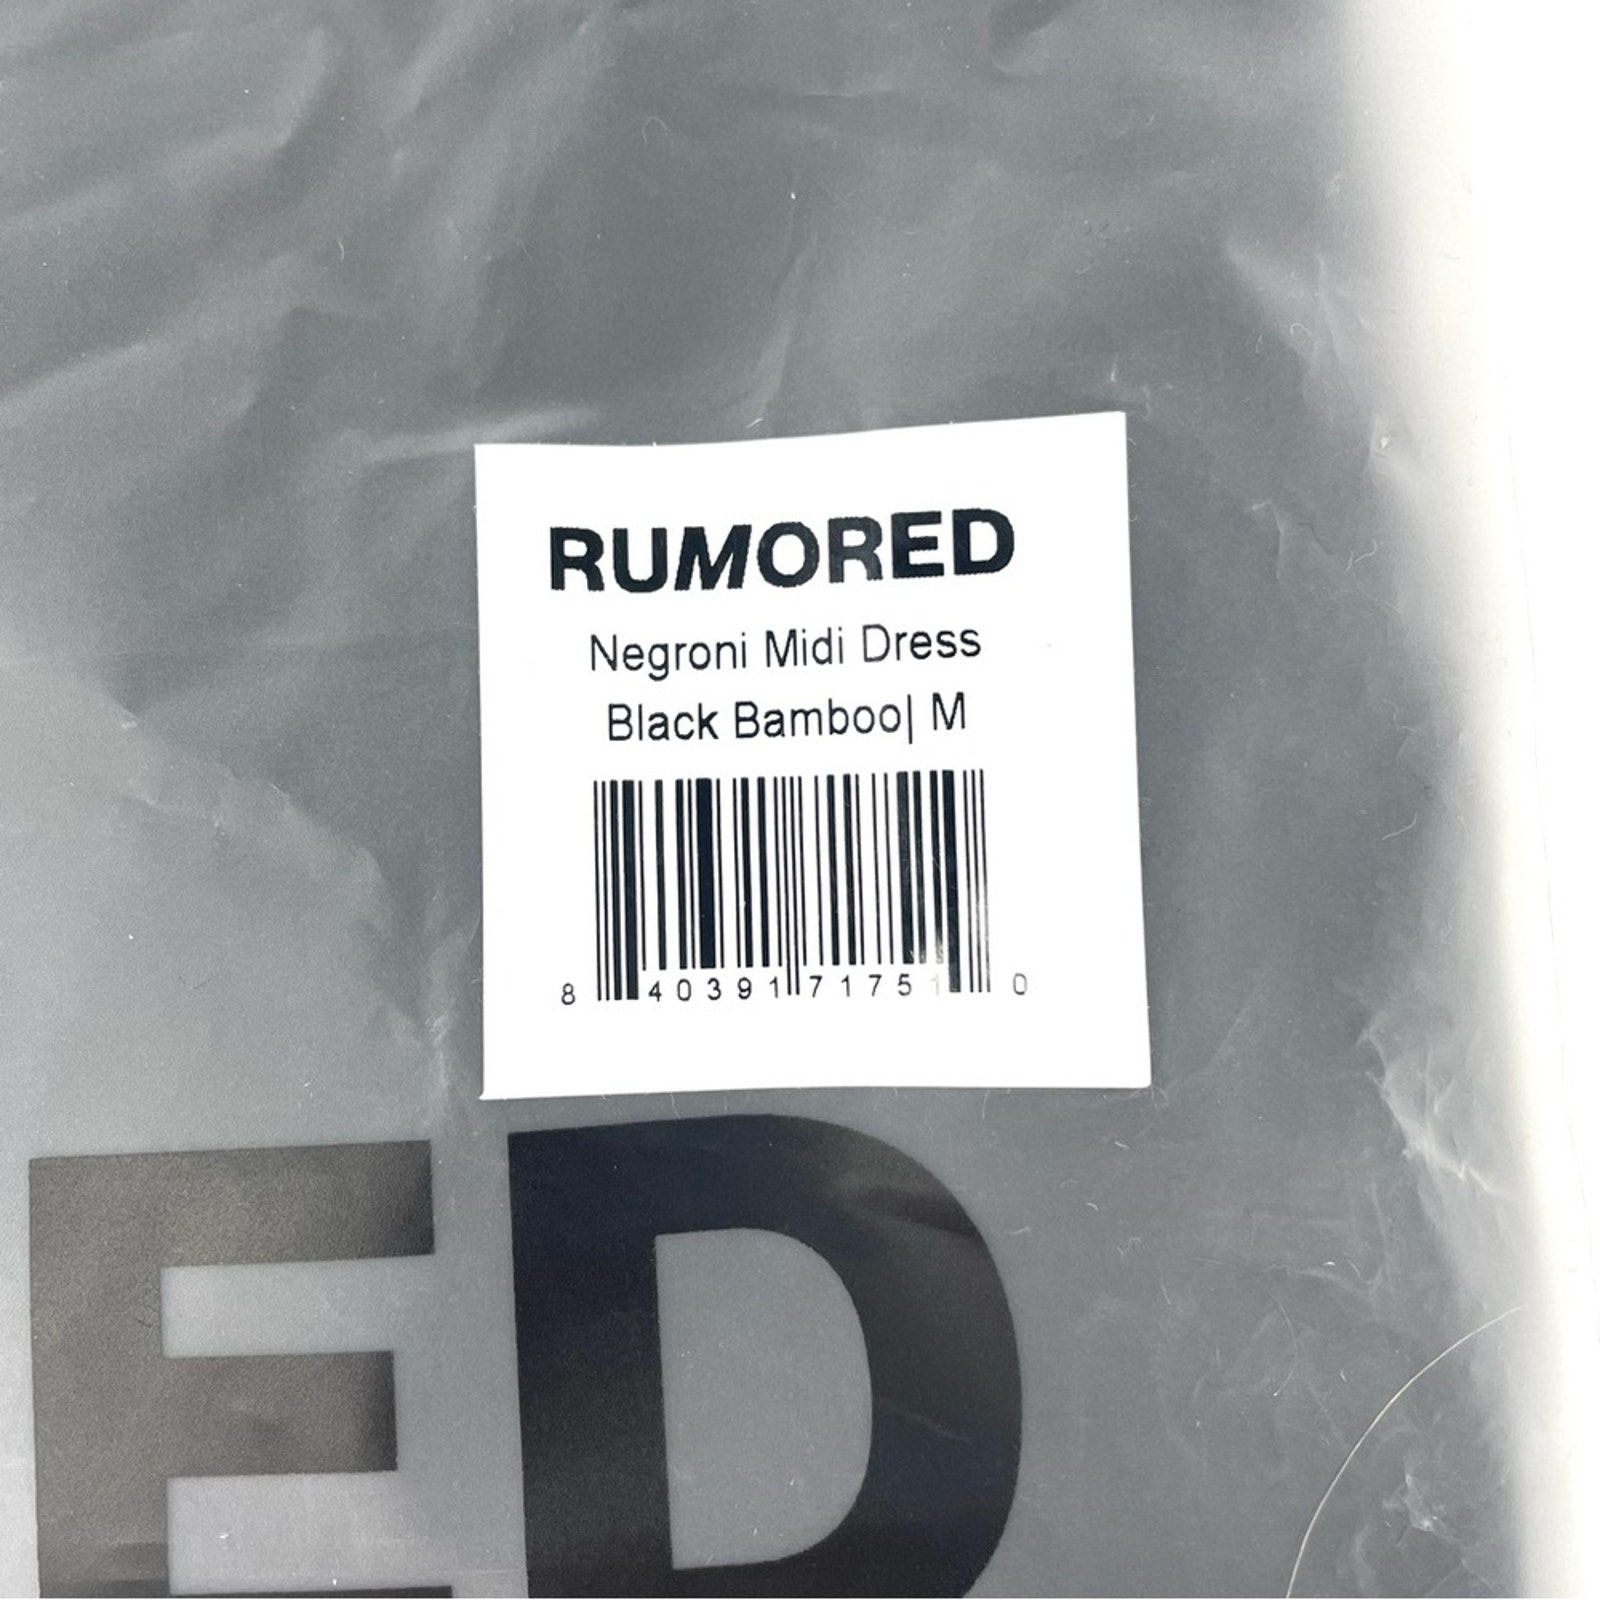 RUMORED
Negroni Midi Dress
Black Bamboo| M
8 40391 71751 0
ED